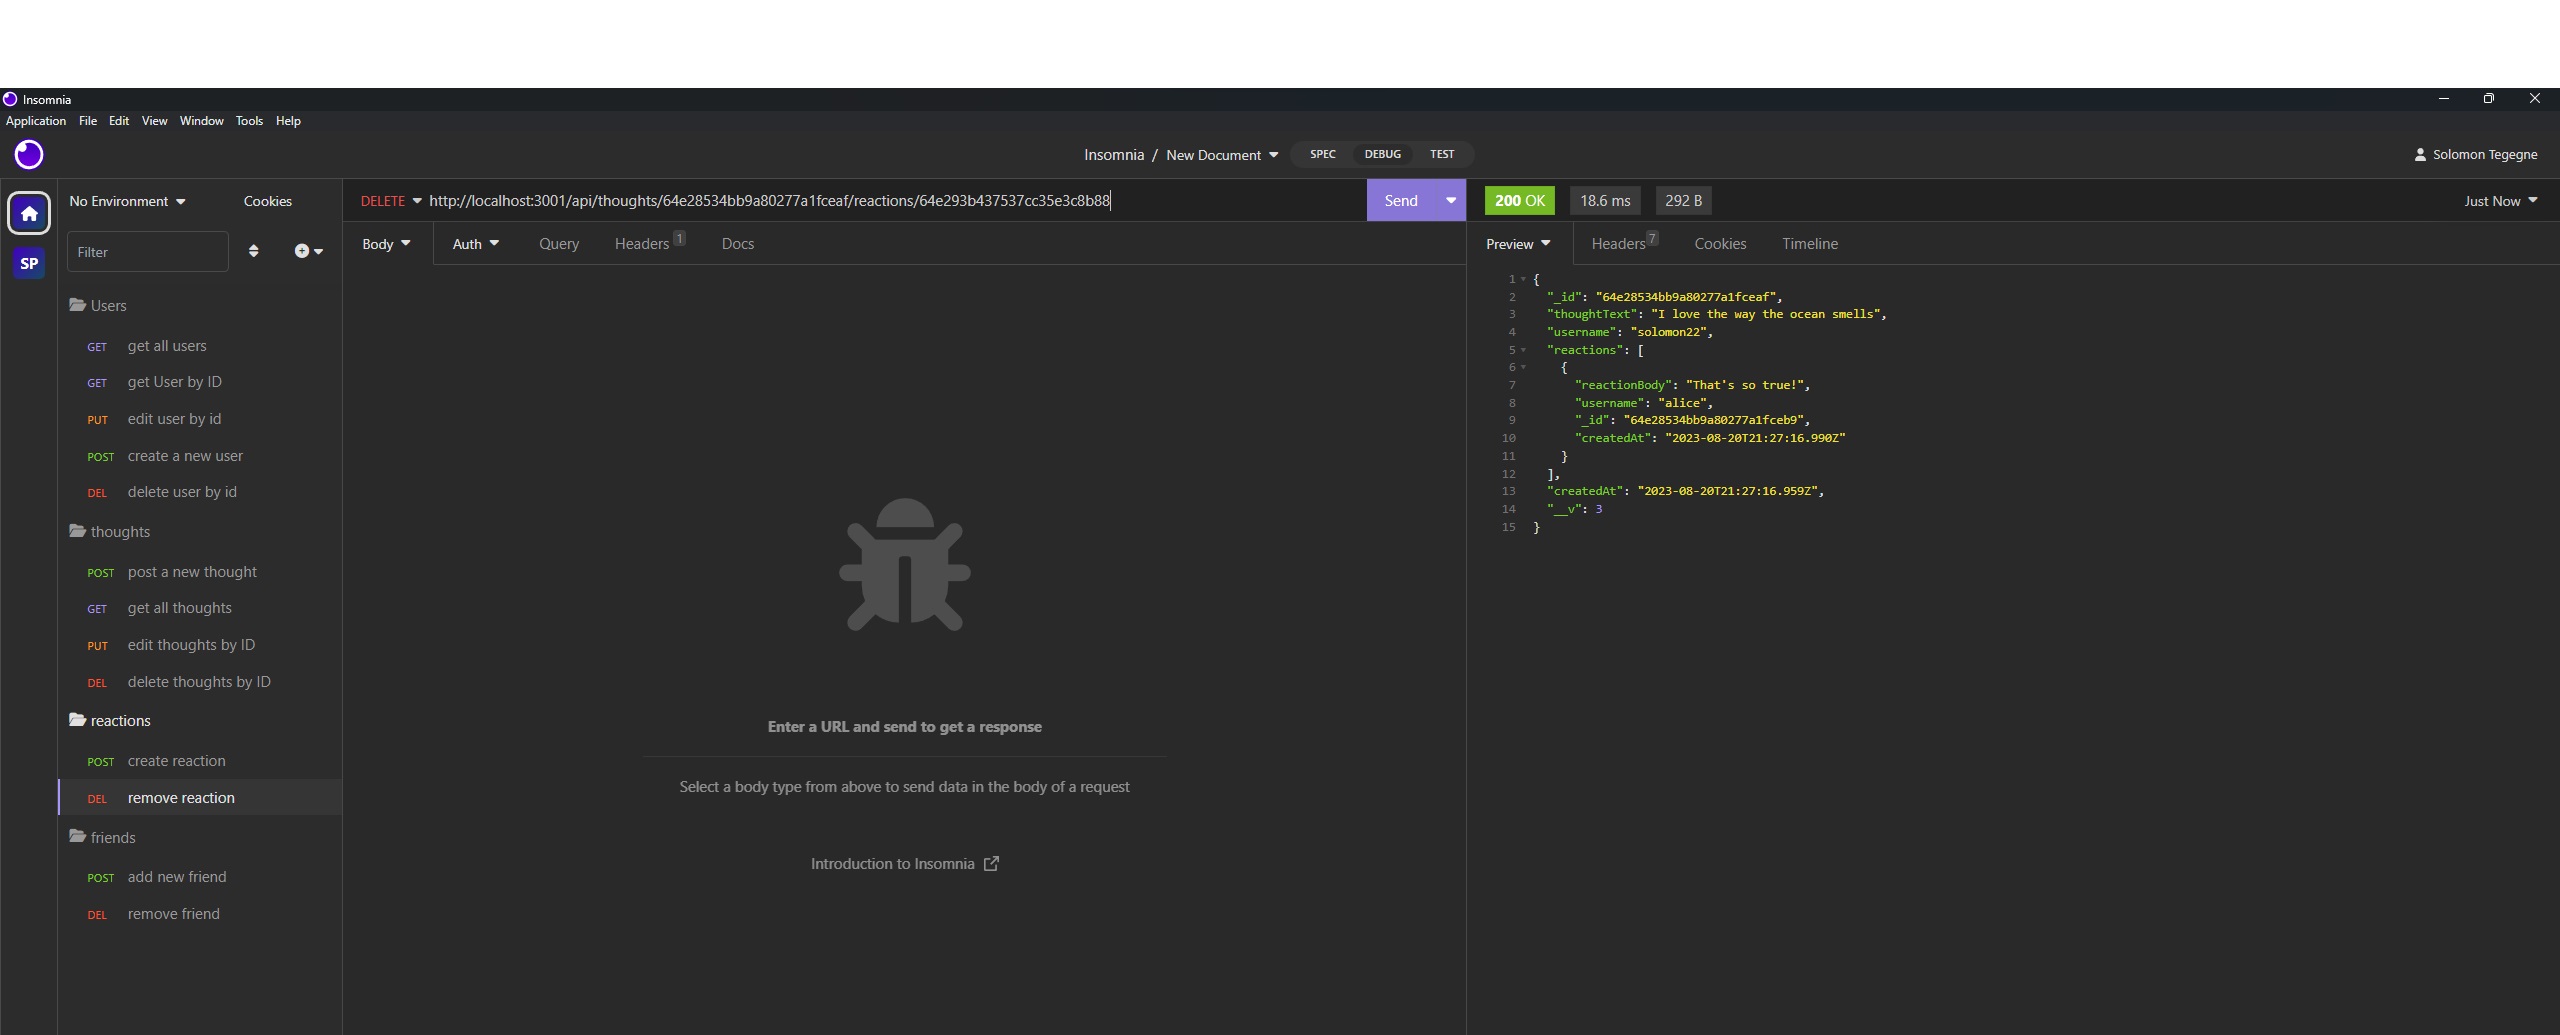 Insomnia
Application File Edit View Window Tools Help
Insomnia / New Document SPEC DEBUG TEST
Solomon Tegegne
No Environment Cookies
DELETE http://localhost:3001/api/thoughts/64e28534bb9a80277a1fceaf/reactions/64e293b437537cc35e3c8b88
Send
200 OK 18.6 ms 292 B
Just Now
SP
Filter
Body Auth Query Headers 1 Docs
Preview Headers 7 Cookies Timeline
Users
GET get all users
GET get User by ID
PUT edit user by id
POST create a new user
DEL delete user by id
thoughts
POST post a new thought
GET get all thoughts
PUT edit thoughts by ID
DEL delete thoughts by ID
reactions
POST create reaction
DEL remove reaction
friends
POST add new friend
DEL remove friend
Enter a URL and send to get a response
Select a body type from above to send data in the body of a request
Introduction to Insomnia
1 {
2 "_id": "64e28534bb9a80277a1fceaf",
3 "thoughtText": "I love the way the ocean smells",
4 "username": "solomon22",
5 "reactions": [
6 {
7 "reactionBody": "That's so true!",
8 "username": "alice",
9 "_id": "64e28534bb9a80277a1fceb9",
10 "createdAt": "2023-08-20T21:27:16.990Z"
11 }
12 ],
13 "createdAt": "2023-08-20T21:27:16.959Z",
14 "__v": 3
15 }